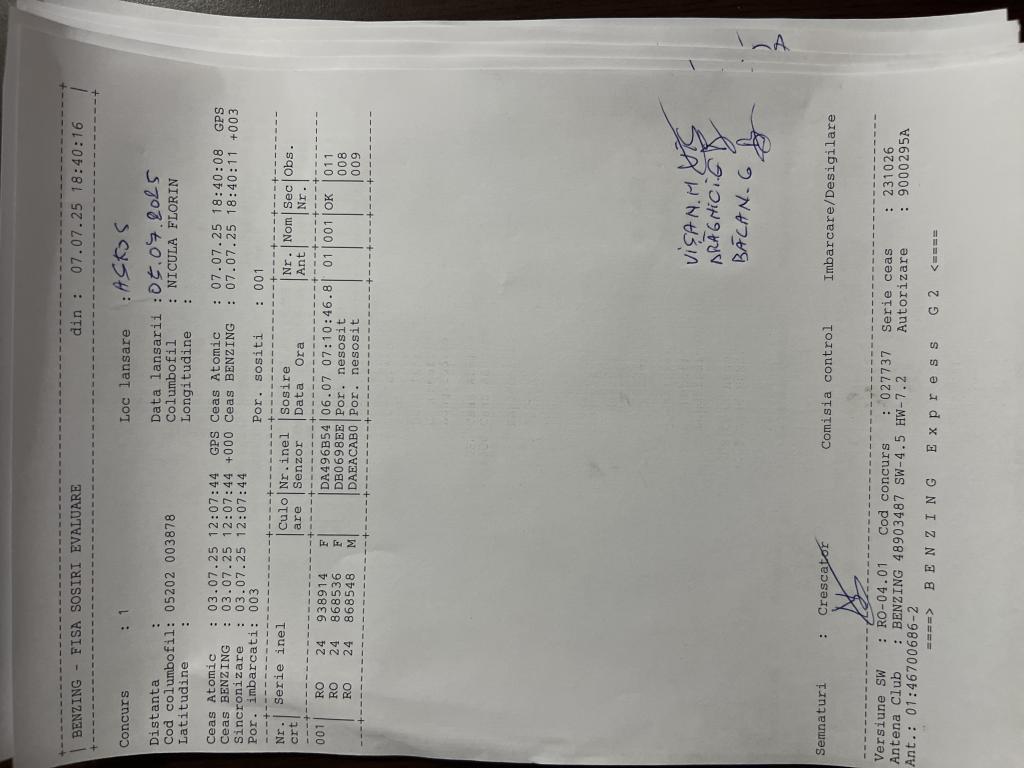 +-----------------------------------------------------------------------------+
| BENZING - FISA SOSIRI EVALUARE                 din :  07.07.25 18:40:16   |
+-----------------------------------------------------------------------------+
Concurs         : 1                      Loc lansare    :ASROS
Distanta        :                        Data lansarii  :05.07.2025
Cod columbofil: 05202 003878             Columbofil     : NICULA FLORIN
Latitudine      :                        Longitudine    :
Ceas Atomic     : 03.07.25 12:07:44  GPS Ceas Atomic  : 07.07.25 18:40:08  GPS
Ceas BENZING    : 03.07.25 12:07:44 +000 Ceas BENZING : 07.07.25 18:40:11 +003
Sincronizare    : 03.07.25 12:07:44
Por. imbarcati: 003                      Por. sositi    : 001
Nr.| Serie inel          |Culo|Nr.inel |Sosire          |Nr. |Nom|Sec|Obs.
crt|                     |are |Senzor  |Data  Ora       |Ant |   |Nr.|
001|  RO   24  938914  F |    |DA496B54|06.07 07:10:46.8| 01 |001|OK |011
   |  RO   24  868536  F |    |DB0698EE|Por. nesosit    |    |   |   |008
   |  RO   24  868548  M |    |DAEACAB0|Por. nesosit    |    |   |   |009
VIȘAN.M
DRAGNICI.G
BĂLAN.G
Semnaturi    :  Crescator            Comisia control      Imbarcare/Desigilare
Versiune SW   : RO-04.01  Cod concurs   : 027737  Serie ceas    : 231026
Antena Club   : BENZING 48903487 SW-4.5 HW-7.2    Autorizare    : 9000295A
Ant.: 01:46700686-2
====> B E N Z I N G  E x p r e s s  G 2 <====